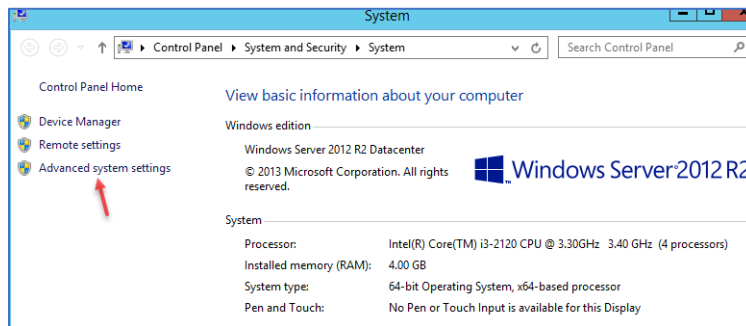 System
Control Panel System and Security System
Search Control Panel
Control Panel Home
Device Manager
Remote settings
Advanced system settings
View basic information about your computer
Windows edition
Windows Server 2012 R2 Datacenter
© 2013 Microsoft Corporation. All rights
reserved.
Windows Server 2012 R2
System
Processor: Intel(R) Core(TM) i3-2120 CPU @ 3.30GHz 3.40 GHz (4 processors)
Installed memory (RAM): 4.00 GB
System type: 64-bit Operating System, x64-based processor
Pen and Touch: No Pen or Touch Input is available for this Display